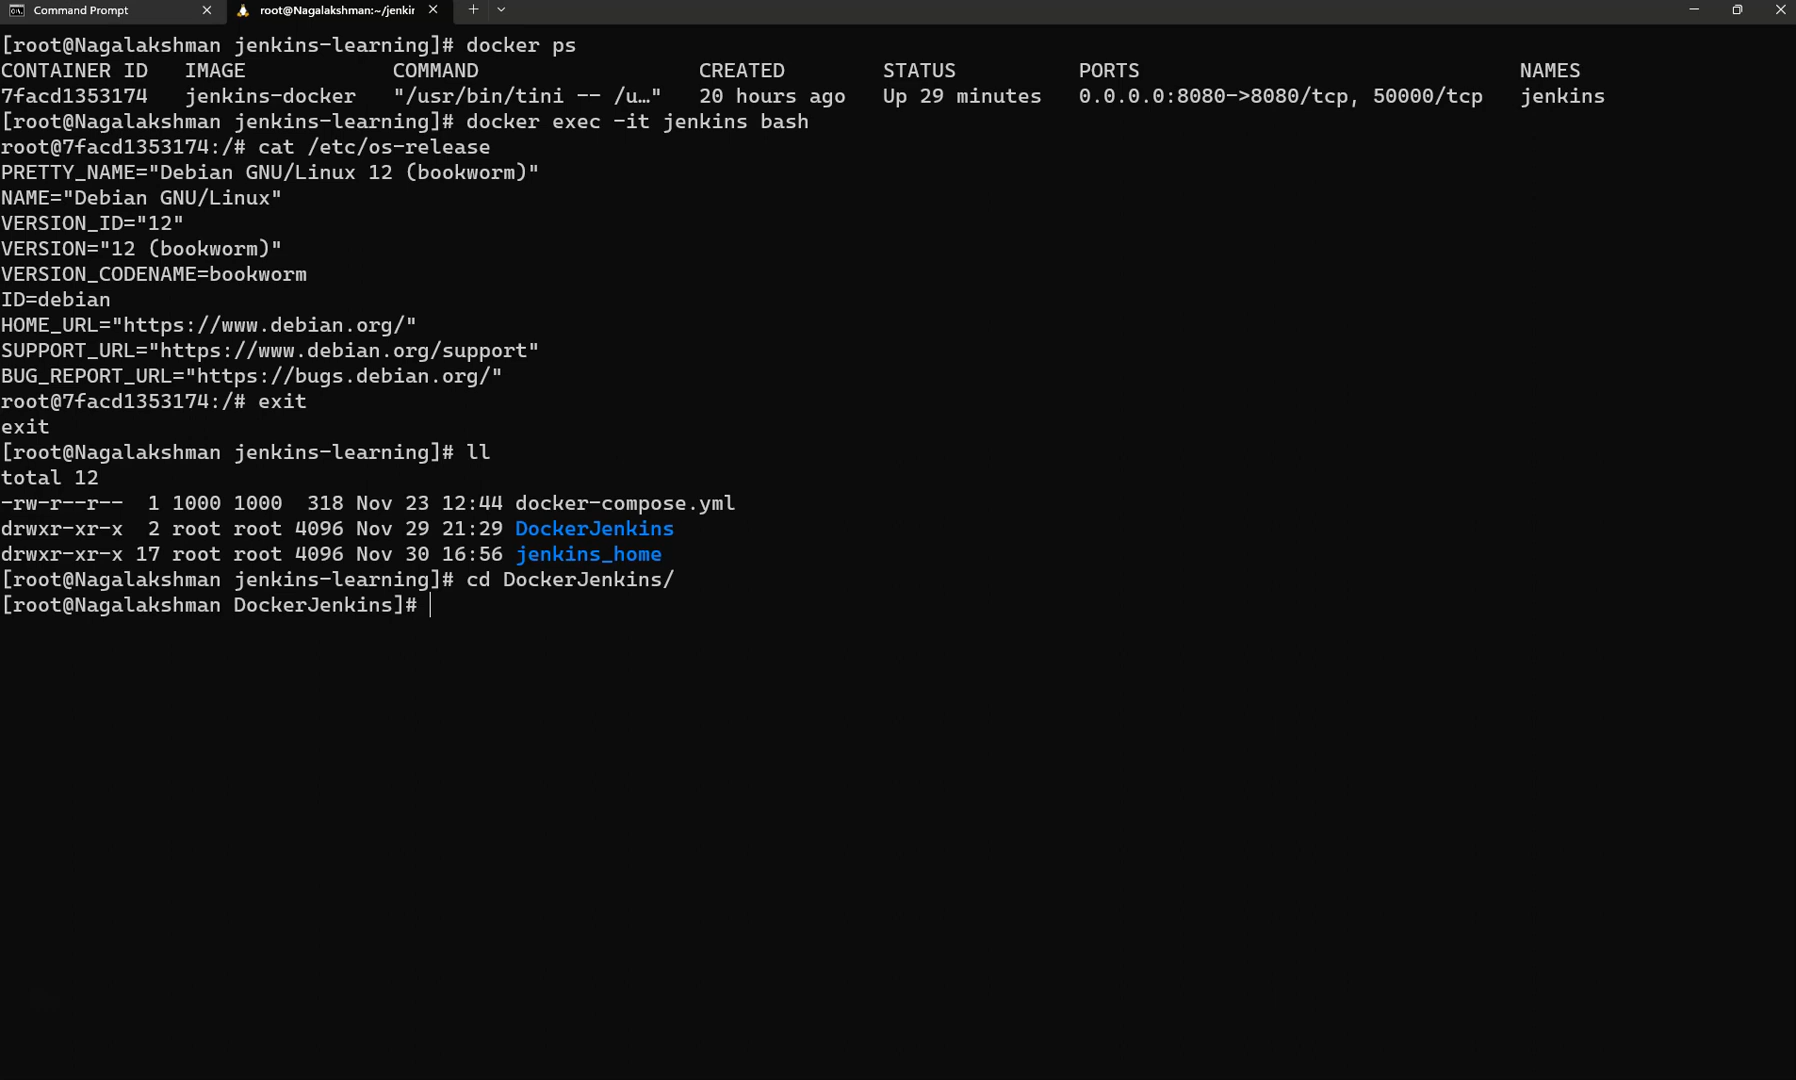 Command Prompt
root@Nagalakshman:~/jenkin
[root@Nagalakshman jenkins-learning]# docker ps
CONTAINER ID   IMAGE            COMMAND                  CREATED        STATUS          PORTS                               NAMES
7facd1353174   jenkins-docker   "/usr/bin/tini -- /u…"   20 hours ago   Up 29 minutes   0.0.0.0:8080->8080/tcp, 50000/tcp   jenkins
[root@Nagalakshman jenkins-learning]# docker exec -it jenkins bash
root@7facd1353174:/# cat /etc/os-release
PRETTY_NAME="Debian GNU/Linux 12 (bookworm)"
NAME="Debian GNU/Linux"
VERSION_ID="12"
VERSION="12 (bookworm)"
VERSION_CODENAME=bookworm
ID=debian
HOME_URL="https://www.debian.org/"
SUPPORT_URL="https://www.debian.org/support"
BUG_REPORT_URL="https://bugs.debian.org/"
root@7facd1353174:/# exit
exit
[root@Nagalakshman jenkins-learning]# ll
total 12
-rw-r--r--  1 1000 1000  318 Nov 23 12:44 docker-compose.yml
drwxr-xr-x  2 root root 4096 Nov 29 21:29 DockerJenkins
drwxr-xr-x 17 root root 4096 Nov 30 16:56 jenkins_home
[root@Nagalakshman jenkins-learning]# cd DockerJenkins/
[root@Nagalakshman DockerJenkins]#